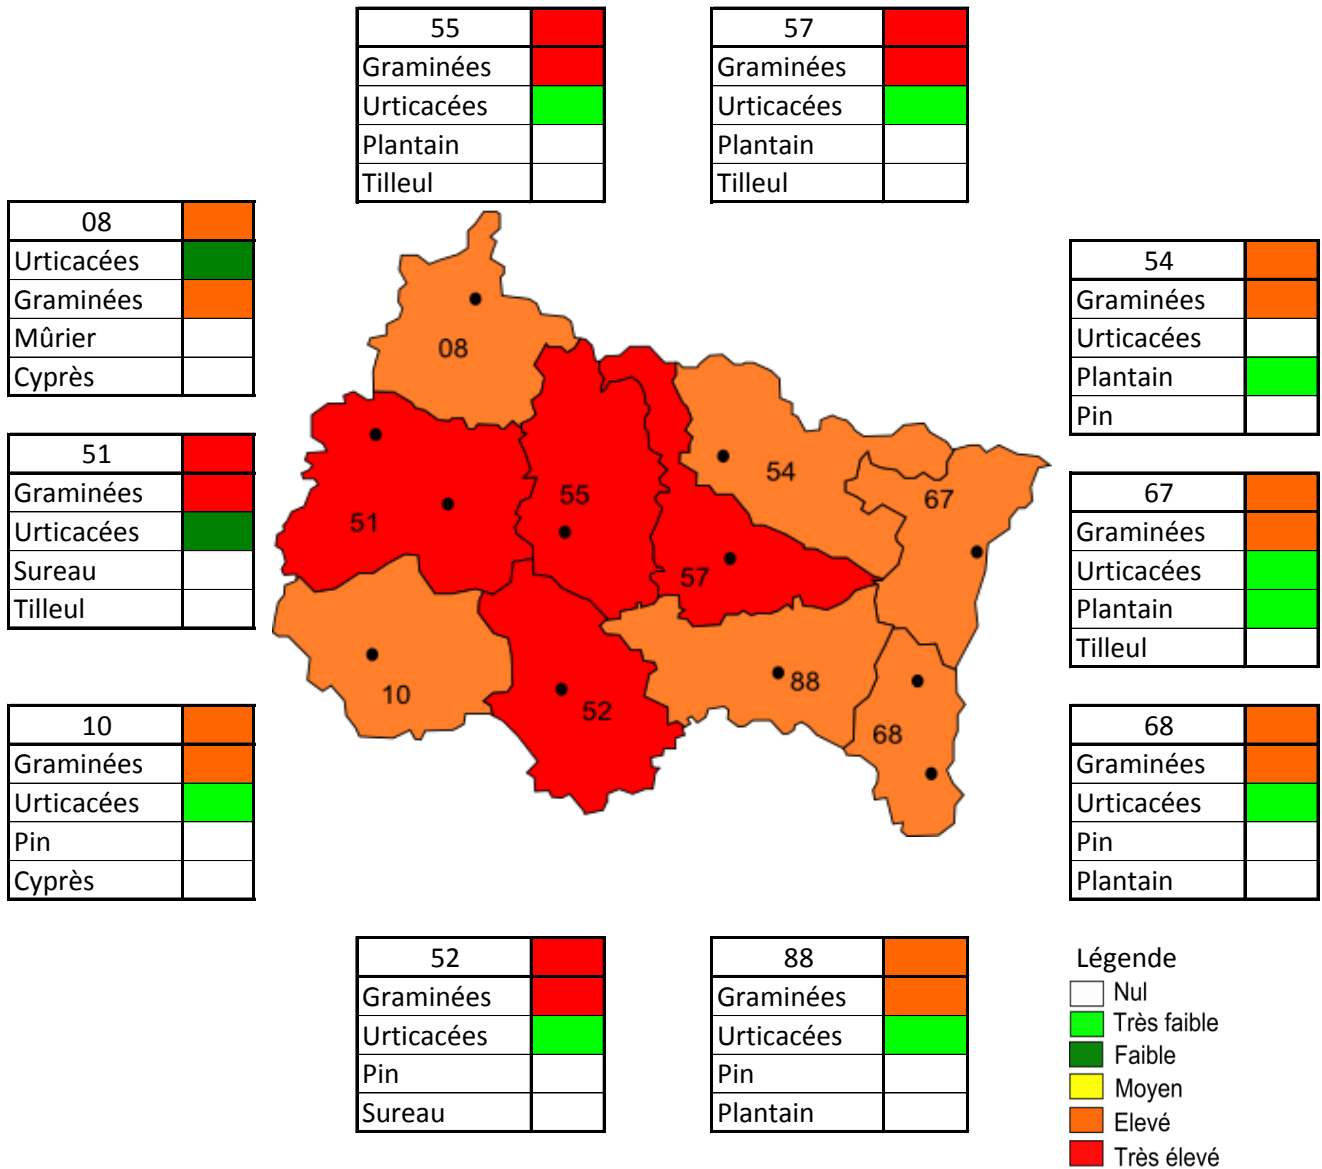 55
Graminées
Urticacées
Plantain
Tilleul
57
Graminées
Urticacées
Plantain
Tilleul
08
Urticacées
Graminées
Mûrier
Cyprès
51
Graminées
Urticacées
Sureau
Tilleul
10
Graminées
Urticacées
Pin
Cyprès
08
54
55
67
51
57
10
52
88
68
54
Graminées
Urticacées
Plantain
Pin
67
Graminées
Urticacées
Plantain
Tilleul
68
Graminées
Urticacées
Pin
Plantain
52
Graminées
Urticacées
Pin
Sureau
88
Graminées
Urticacées
Pin
Plantain
Légende
Nul
Très faible
Faible
Moyen
Elevé
Très élevé